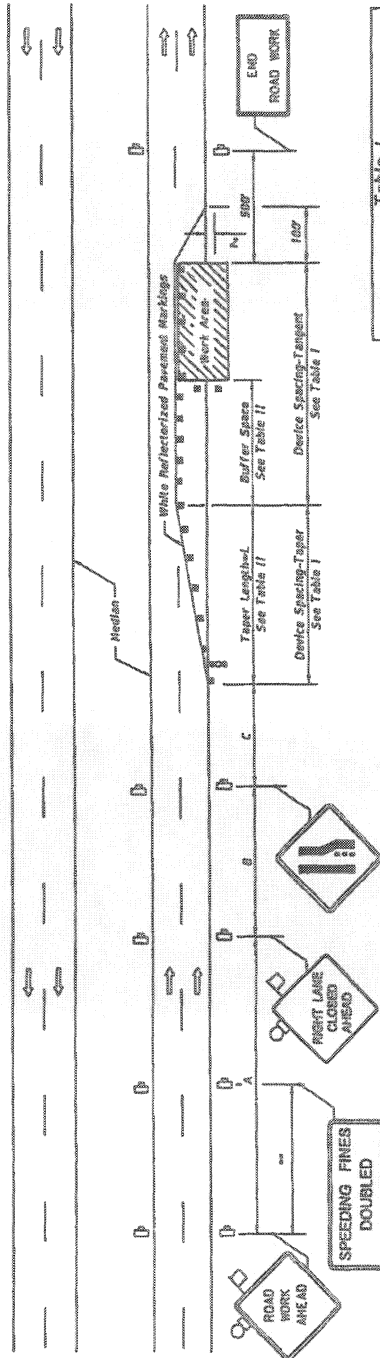 Median
White Reflectorized Pavement Markings
Work Area
Taper Length=L
See Table II
Buffer Space
See Table II
500'
100'
2'
A
B
C
Device Spacing-Taper
See Table I
Device Spacing-Tangent
See Table I
ROAD
WORK
AHEAD
SPEEDING FINES
DOUBLED
RIGHT LANE
CLOSED
AHEAD
END
ROAD WORK
Table I